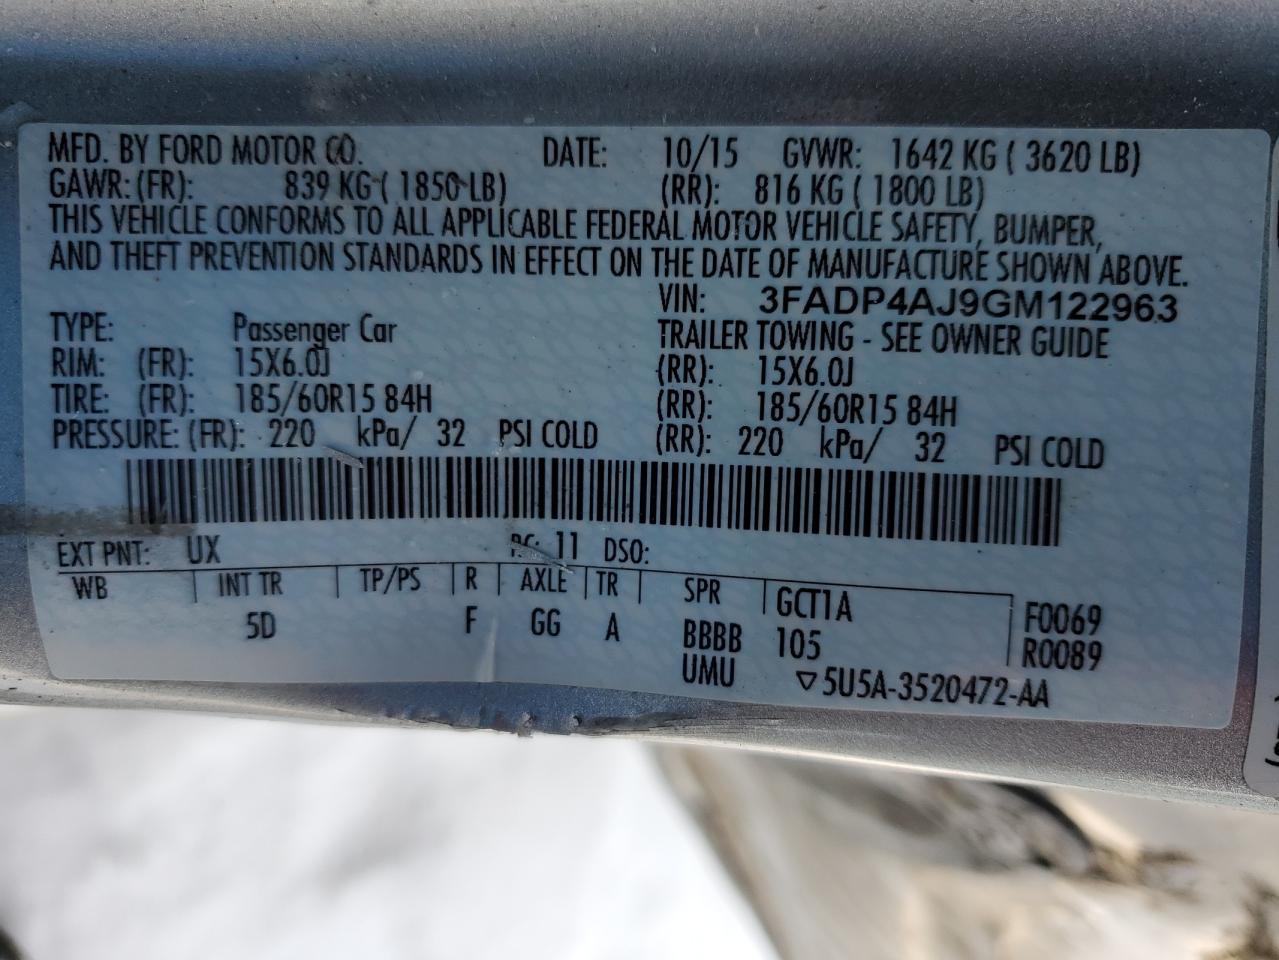 MFD. BY FORD MOTOR CO. DATE: 10/15 GVWR: 1642 KG ( 3620 LB)
GAWR: (FR): 839 KG ( 1850 LB) (RR): 816 KG ( 1800 LB)
THIS VEHICLE CONFORMS TO ALL APPLICABLE FEDERAL MOTOR VEHICLE SAFETY, BUMPER,
AND THEFT PREVENTION STANDARDS IN EFFECT ON THE DATE OF MANUFACTURE SHOWN ABOVE.
VIN: 3FADP4AJ9GM122963
TYPE: Passenger Car TRAILER TOWING - SEE OWNER GUIDE
RIM: (FR): 15X6.0J (RR): 15X6.0J
TIRE: (FR): 185/60R15 84H (RR): 185/60R15 84H
PRESSURE: (FR): 220 kPa/ 32 PSI COLD (RR): 220 kPa/ 32 PSI COLD
EXT PNT: UX RC: 11 DSO:
WB INT TR TP/PS R AXLE TR SPR GCT1A F0069
5D F GG A BBBB 105 R0089
UMU ▽5U5A-3520472-AA